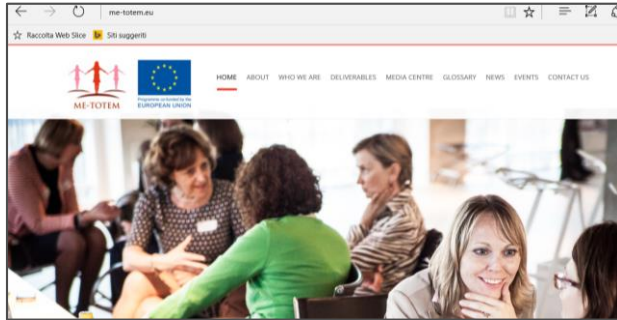 me-totem.eu
Raccolta Web Slice Siti suggeriti
HOME ABOUT WHO WE ARE DELIVERABLES MEDIA CENTRE GLOSSARY NEWS EVENTS CONTACT US
ME-TOTEM
Programme co-funded by the
EUROPEAN UNION